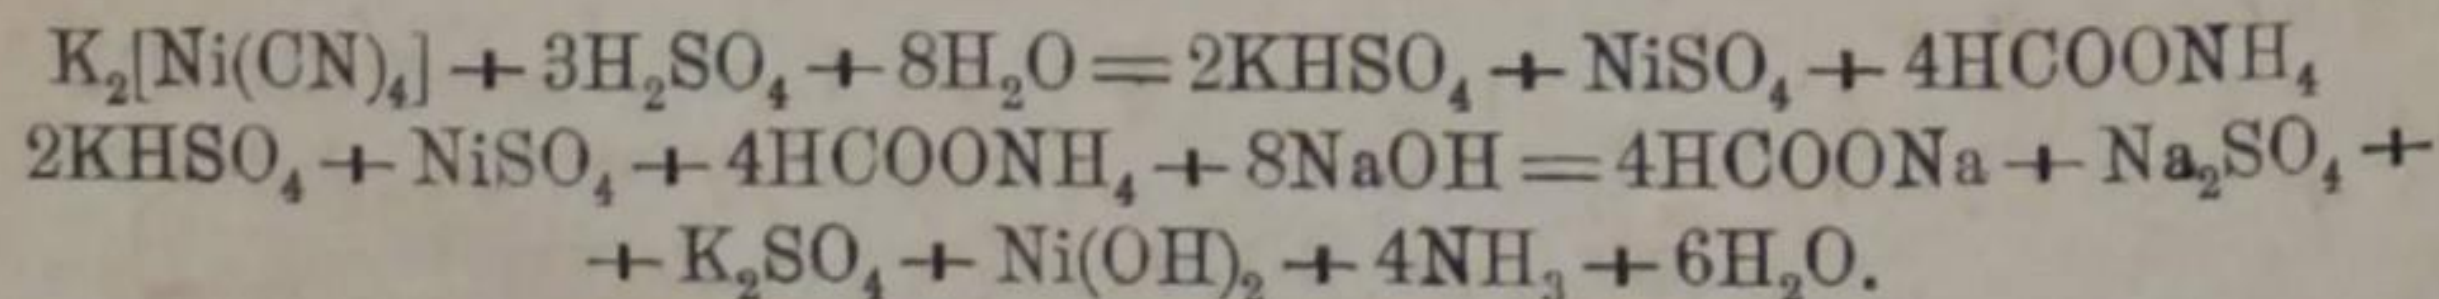 K₂[Ni(CN)₄] + 3H₂SO₄ + 8H₂O = 2KHSO₄ + NiSO₄ + 4HCOONH₄
2KHSO₄ + NiSO₄ + 4HCOONH₄ + 8NaOH = 4HCOONa + Na₂SO₄ +
+ K₂SO₄ + Ni(OH)₂ + 4NH₃ + 6H₂O.